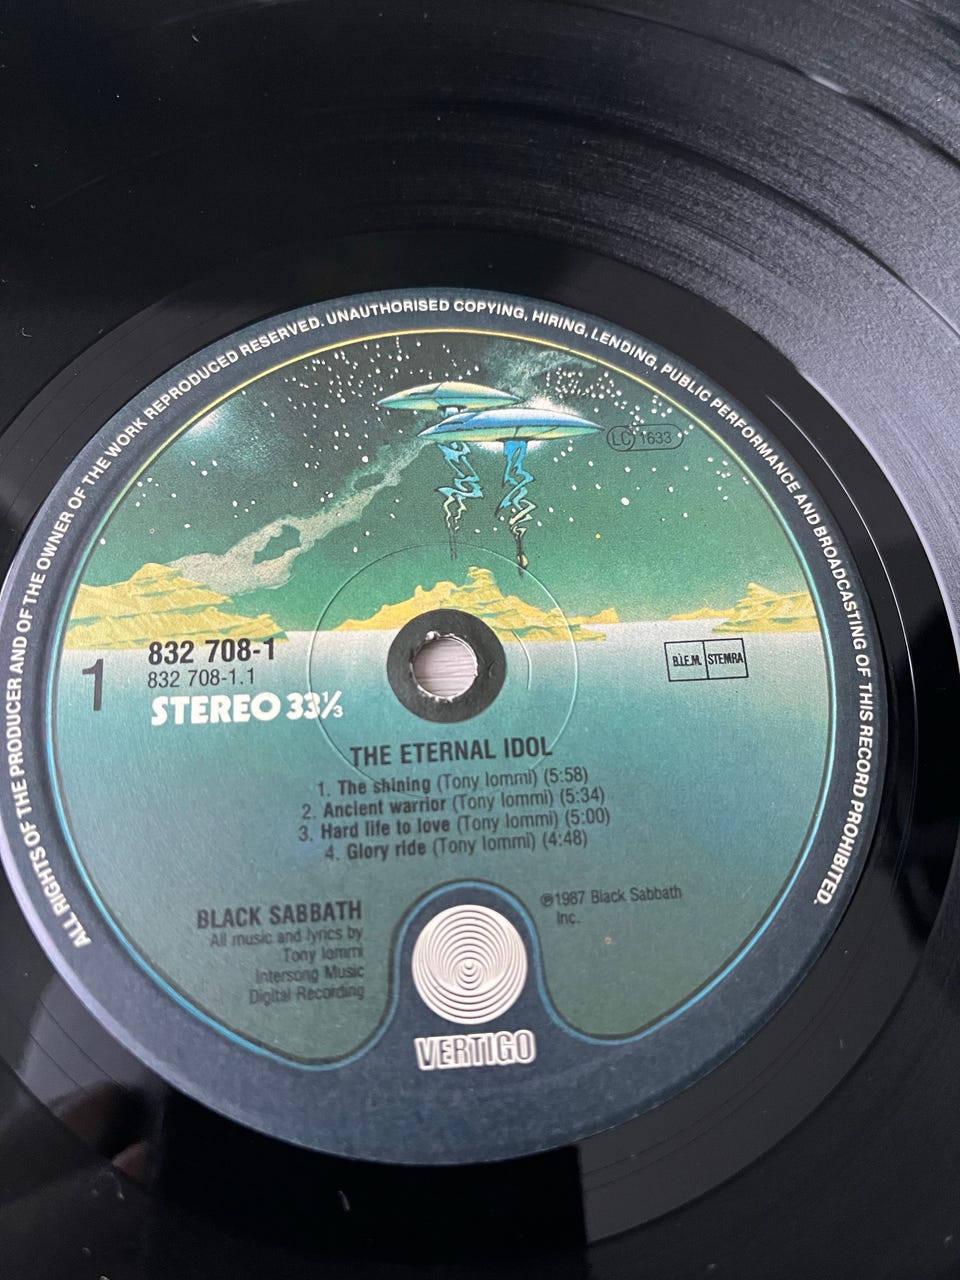 ALL RIGHTS OF THE PRODUCER AND OF THE OWNER OF THE WORK REPRODUCED RESERVED. UNAUTHORISED COPYING, HIRING, LENDING, PUBLIC PERFORMANCE AND BROADCASTING OF THIS RECORD PROHIBITED.
LC 1633
1
832 708-1
832 708-1.1
STEREO 33⅓
B.I.E.M. STEMRA
THE ETERNAL IDOL
1. The shining (Tony Iommi) (5:58)
2. Ancient warrior (Tony Iommi) (5:34)
3. Hard life to love (Tony Iommi) (5:00)
4. Glory ride (Tony Iommi) (4:48)
BLACK SABBATH
All music and lyrics by
Tony Iommi
Intersong Music
Digital Recording
℗1987 Black Sabbath
Inc.
VERTIGO